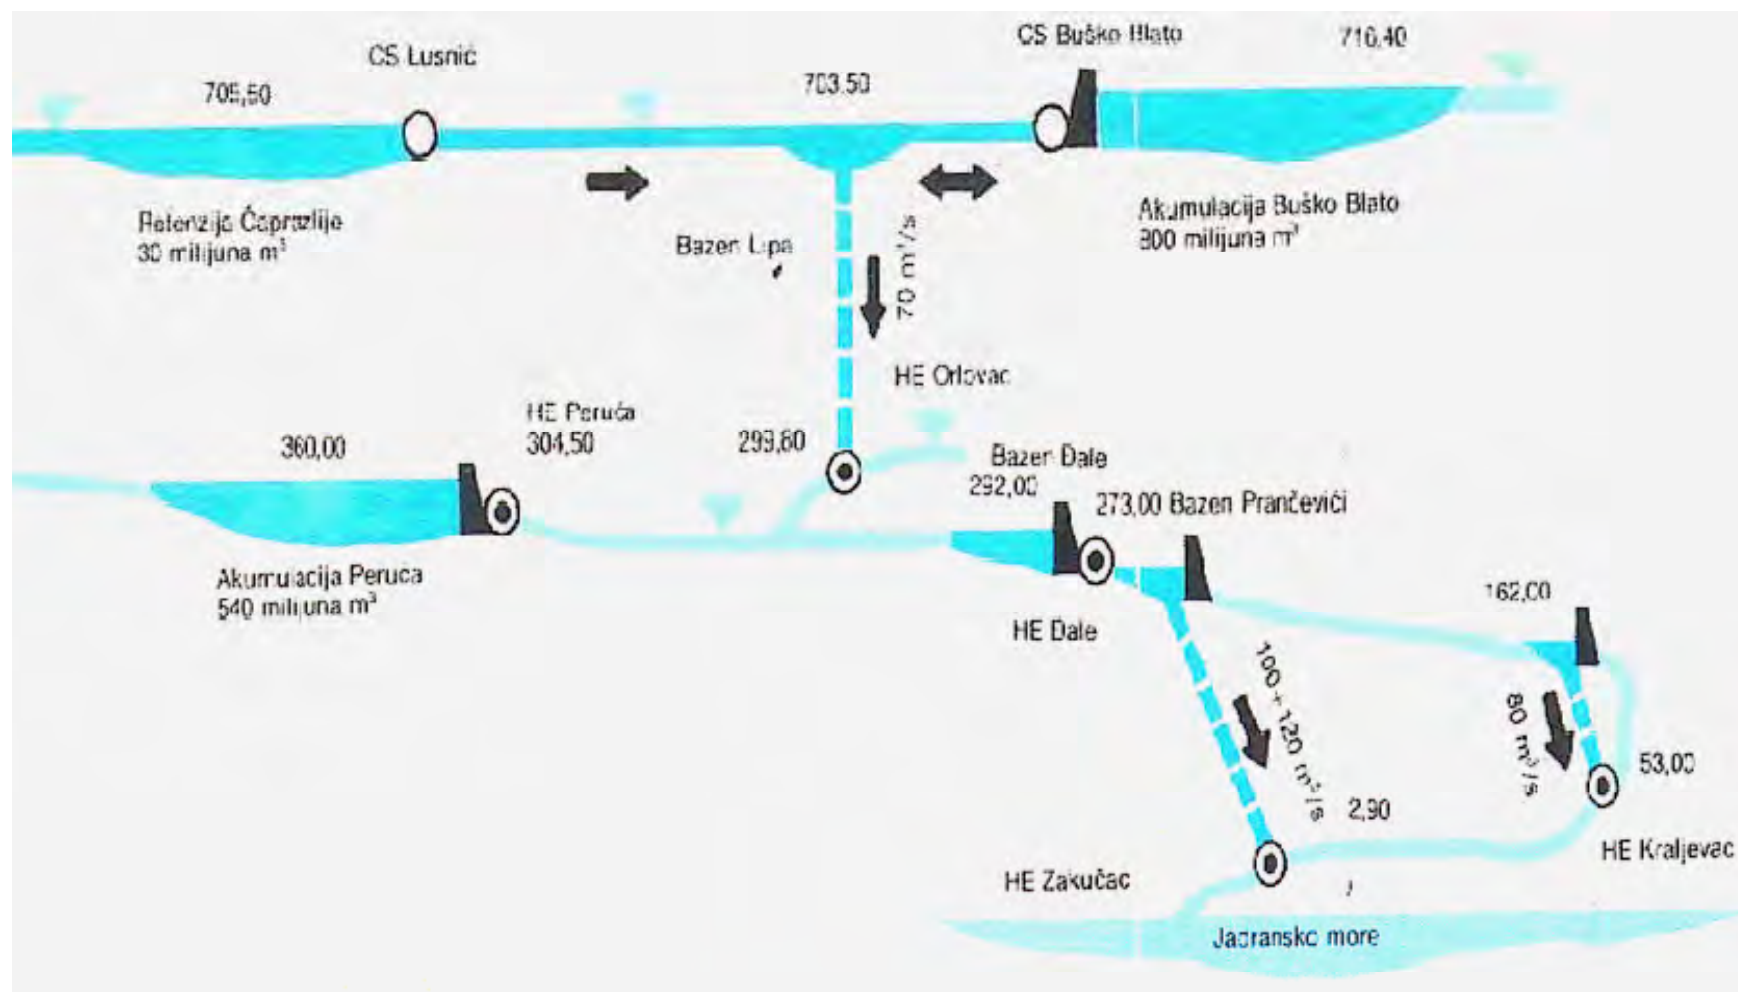 CS Lusnić
CS Buško Blato
716,40
705,60
703.50
Retenzija Čaprazlije
30 milijuna m³
Bazen Lipa
Akumulacija Buško Blato
800 milijuna m³
70 m³/s
HE Orlovac
HE Peruća
304,50
360,00
299,80
Bazen Đale
292,00
273,00 Bazen Prančevići
Akumulacija Peruća
540 milijuna m³
HE Đale
162,00
100+120 m³/s
80 m³/s
53,00
2,90
HE Kraljevac
HE Zakučac
Jadransko more